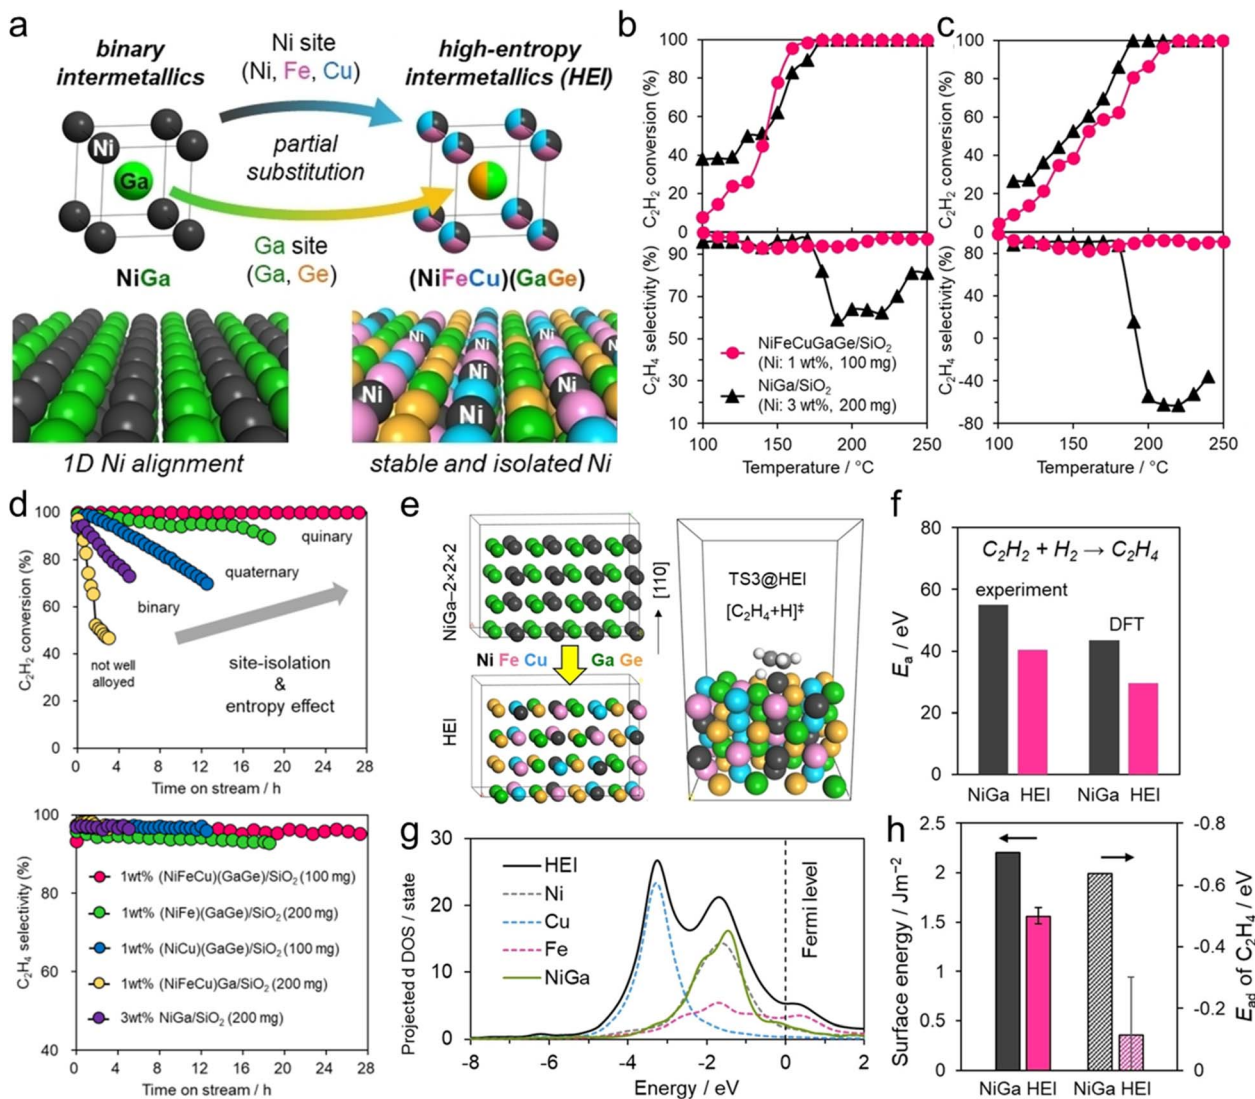 a
binary
intermetallics
Ni site
(Ni, Fe, Cu)
high-entropy
intermetallics (HEI)
Ni
Ga
partial
substitution
Ga site
(Ga, Ge)
NiGa
(NiFeCu)(GaGe)
Ni
Ni
Ni
Ni
Ni
Ni
1D Ni alignment
stable and isolated Ni
b
C₂H₂ conversion (%)
100
80
60
40
20
0
C₂H₄ selectivity (%)
90
70
50
30
10
NiFeCuGaGe/SiO₂
(Ni: 1 wt%, 100 mg)
NiGa/SiO₂
(Ni: 3 wt%, 200 mg)
100 150 200 250
Temperature / °C
c
C₂H₂ conversion (%)
100
80
60
40
20
0
C₂H₄ selectivity (%)
80
40
0
-40
-80
100 150 200 250
Temperature / °C
d
C₂H₂ conversion (%)
100
80
60
40
20
0
quinary
quaternary
binary
not well
alloyed
site-isolation
&
entropy effect
0 4 8 12 16 20 24 28
Time on stream / h
C₂H₄ selectivity (%)
100
80
60
40
1wt% (NiFeCu)(GaGe)/SiO₂ (100 mg)
1wt% (NiFe)(GaGe)/SiO₂ (200 mg)
1wt% (NiCu)(GaGe)/SiO₂ (100 mg)
1wt% (NiFeCu)Ga/SiO₂ (200 mg)
3wt% NiGa/SiO₂ (200 mg)
0 4 8 12 16 20 24 28
Time on stream / h
e
NiGa–2×2×2
[110]
Ni Fe Cu Ga Ge
HEI
TS3@HEI
[C₂H₄+H]‡
f
Eₐ / eV
80
60
40
20
0
C₂H₂ + H₂ → C₂H₄
experiment
DFT
NiGa HEI NiGa HEI
g
Projected d DOS / state
30
20
10
0
HEI
Ni
Cu
Fe
NiGa
Fermi level
-8 -6 -4 -2 0 2
Energy / eV
h
Surface energy / Jm⁻²
2.5
2
1.5
1
0.5
0
-0.8
-0.6
-0.4
-0.2
0
E_ad of C₂H₄ / eV
NiGa HEI NiGa HEI